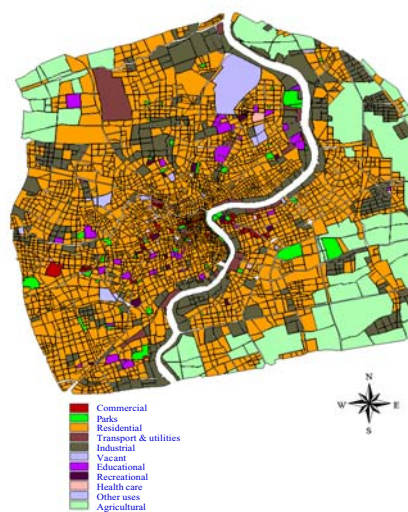 N
W E
S
Commercial
Parks
Residential
Transport & utilities
Industrial
Vacant
Educational
Recreational
Health care
Other uses
Agricultural